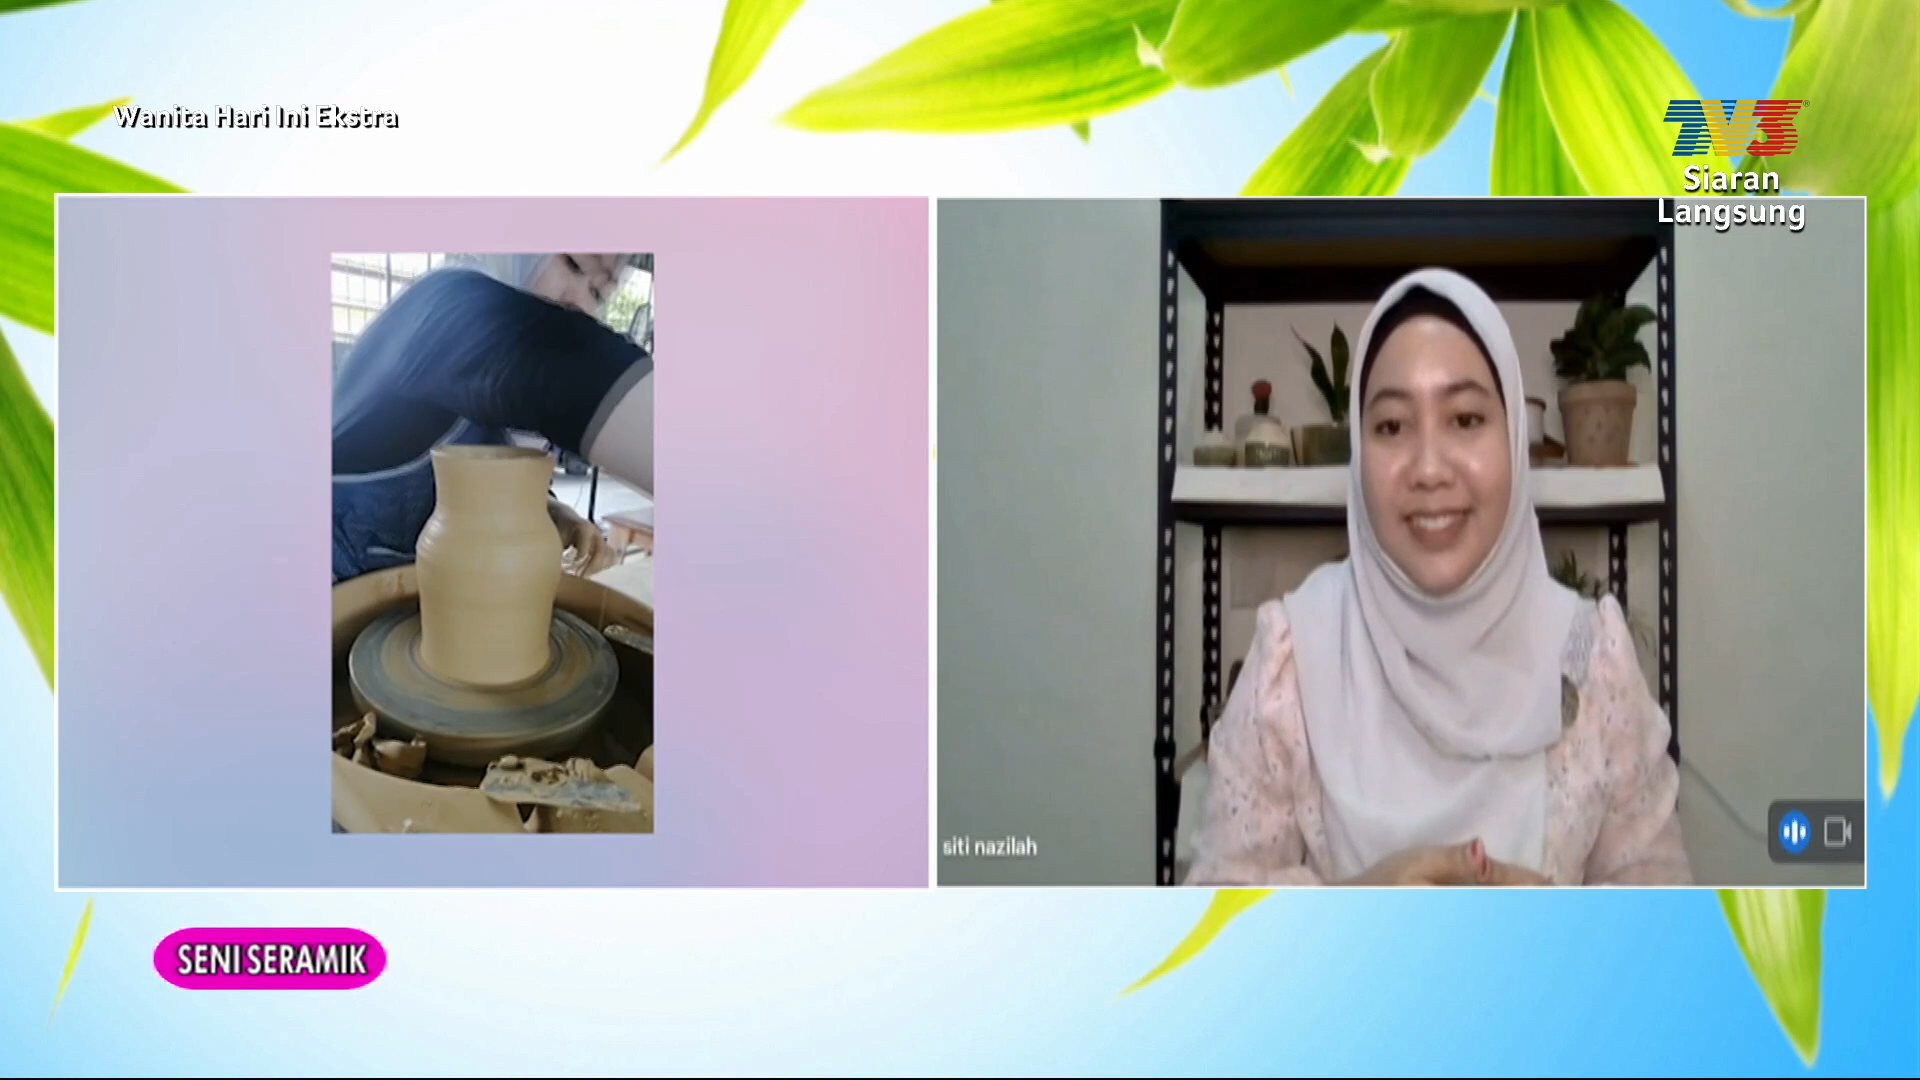 Wanita Hari Ini Ekstra
TV3
Siaran
Langsung
siti nazilah
SENI SERAMIK